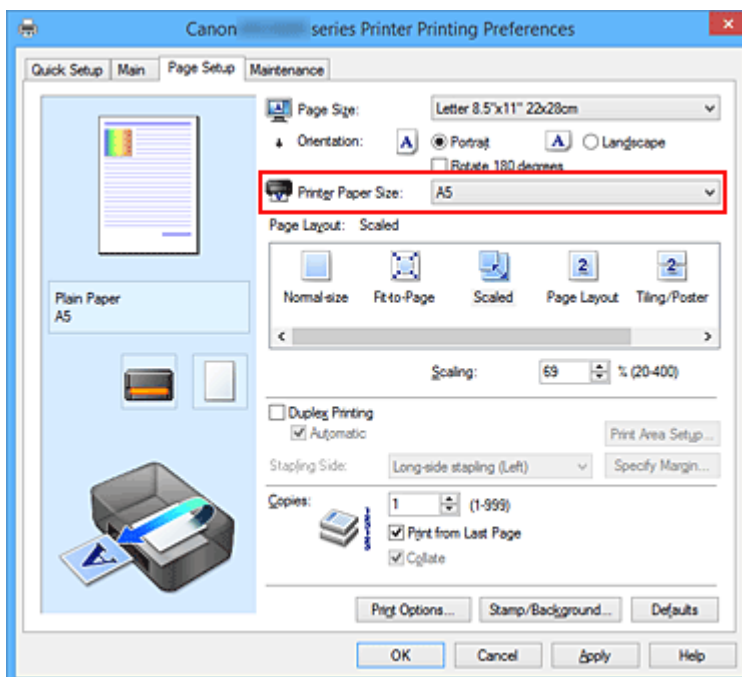 Canon series Printer Printing Preferences
Quick Setup Main Page Setup Maintenance
Page Size: Letter 8.5"x11" 22x28cm
Orientation: A Portrait A Landscape
Rotate 180 degrees
Printer Paper Size: A5
Page Layout: Scaled
2 2
Normal-size Fit-to-Page Scaled Page Layout Tiling/Poster
Plain Paper
A5
Scaling: 69 % (20-400)
Duplex Printing
Automatic
Print Area Setup...
Stapling Side: Long-side stapling (Left) Specify Margin...
Copies: 1 (1-999)
Print from Last Page
Collate
A
Print Options... Stamp/Background... Defaults
OK Cancel Apply Help